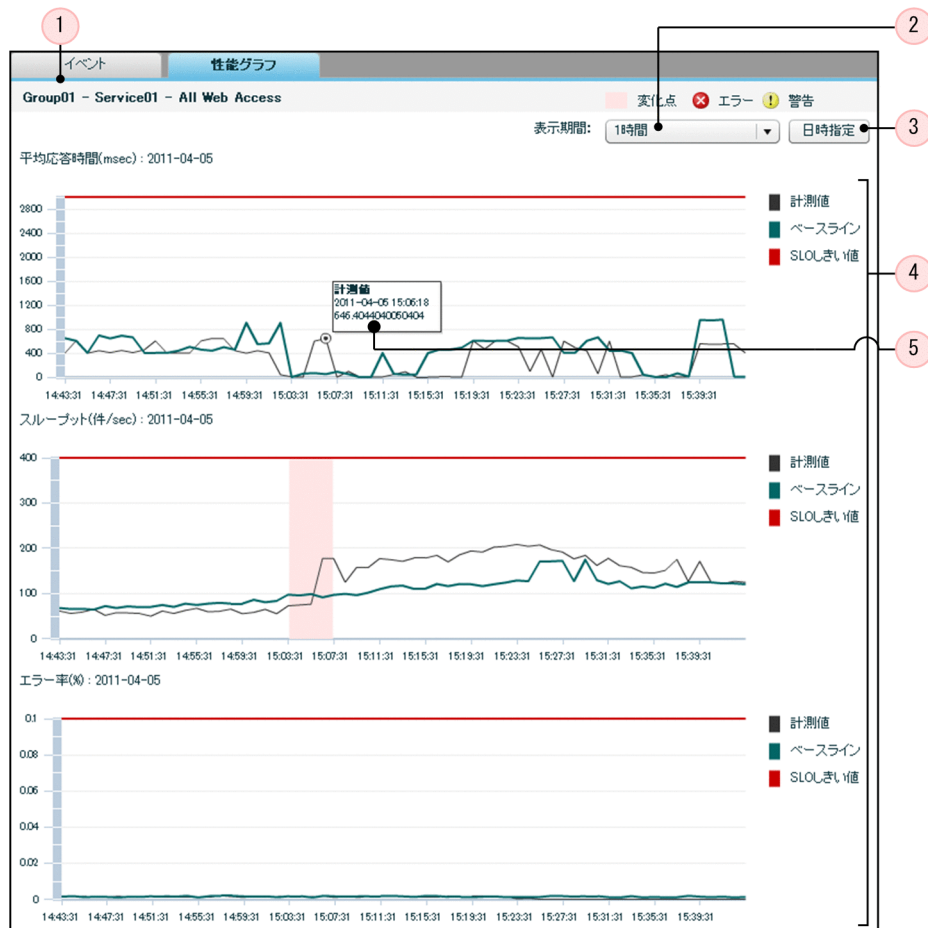 1
2
イベント
性能グラフ
Group01 - Service01 - All Web Access
変化点 エラー 警告
表示期間: 1時間 日時指定
3
平均応答時間(msec) : 2011-04-05
2800
2400
2000
1600
1200
800
400
0
計測値
ベースライン
SLOしきい値
4
計測値
2011-04-05 15:06:18
646.4044040050404
5
14:43:31 14:47:31 14:51:31 14:55:31 14:59:31 15:03:31 15:07:31 15:11:31 15:15:31 15:19:31 15:23:31 15:27:31 15:31:31 15:35:31 15:39:31
スループット(件/sec) : 2011-04-05
400
300
200
100
0
計測値
ベースライン
SLOしきい値
14:43:31 14:47:31 14:51:31 14:55:31 14:59:31 15:03:31 15:07:31 15:11:31 15:15:31 15:19:31 15:23:31 15:27:31 15:31:31 15:35:31 15:39:31
エラー率(%) : 2011-04-05
0.1
0.08
0.06
0.04
0.02
0
計測値
ベースライン
SLOしきい値
14:43:31 14:47:31 14:51:31 14:55:31 14:59:31 15:03:31 15:07:31 15:11:31 15:15:31 15:19:31 15:23:31 15:27:31 15:31:31 15:35:31 15:39:31